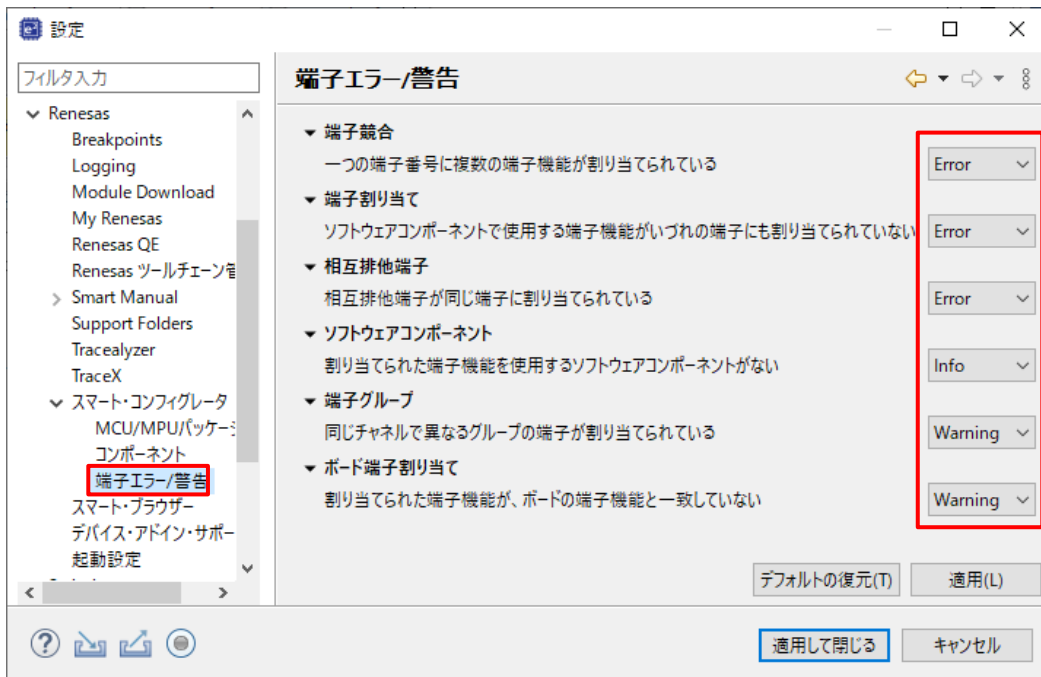 設定
フィルタ入力
Renesas
Breakpoints
Logging
Module Download
My Renesas
Renesas QE
Renesas ツールチェーン管
Smart Manual
Support Folders
Tracealyzer
TraceX
スマート・コンフィグレータ
MCU/MPUパッケー
コンポーネント
端子エラー/警告
スマート・ブラウザー
デバイス・アドイン・サポー
起動設定
端子エラー/警告
端子競合
一つの端子番号に複数の端子機能が割り当てられている
Error
端子割り当て
ソフトウェアコンポーネントで使用する端子機能がいづれの端子にも割り当てられていない
Error
相互排他端子
相互排他端子が同じ端子に割り当てられている
Error
ソフトウェアコンポーネント
割り当てられた端子機能を使用するソフトウェアコンポーネントがない
Info
端子グループ
同じチャネルで異なるグループの端子が割り当てられている
Warning
ボード端子割り当て
割り当てられた端子機能が、ボードの端子機能と一致していない
Warning
デフォルトの復元(T)
適用(L)
適用して閉じる
キャンセル